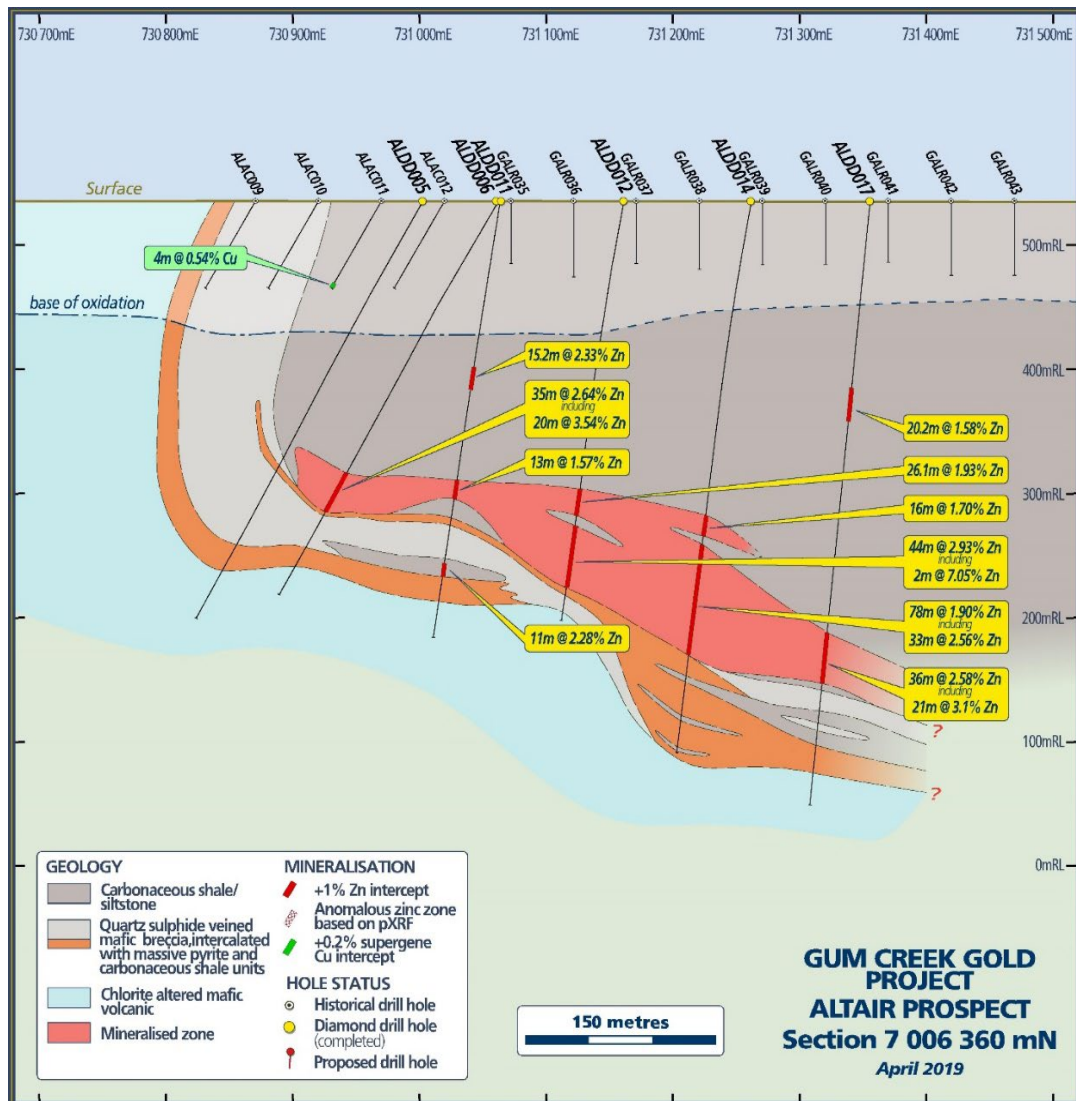 730 700mE
730 800mE
730 900mE
731 000mE
731 100mE
731 200mE
731 300mE
731 400mE
731 500mE
ALAC009
ALAC010
ALAC011
ALDD005
ALAC012
ALDD006
ALDD011
GALR035
GALR036
ALDD012
GALR037
GALR038
ALDD014
GALR039
GALR040
ALDD017
GALR041
GALR042
GALR043
Surface
500mRL
4m @ 0.54% Cu
base of oxidation
400mRL
15.2m @ 2.33% Zn
35m @ 2.64% Zn
including
20m @ 3.54% Zn
13m @ 1.57% Zn
20.2m @ 1.58% Zn
26.1m @ 1.93% Zn
300mRL
16m @ 1.70% Zn
44m @ 2.93% Zn
including
2m @ 7.05% Zn
78m @ 1.90% Zn
including
33m @ 2.56% Zn
200mRL
11m @ 2.28% Zn
36m @ 2.58% Zn
including
21m @ 3.1% Zn
?
100mRL
?
0mRL
GEOLOGY
Carbonaceous shale/
siltstone
Quartz sulphide veined
mafic breccia,intercalated
with massive pyrite and
carbonaceous shale units
Chlorite altered mafic
volcanic
Mineralised zone
MINERALISATION
+1% Zn intercept
Anomalous zinc zone
based on pXRF
+0.2% supergene
Cu intercept
HOLE STATUS
Historical drill hole
Diamond drill hole
(completed)
Proposed drill hole
150 metres
GUM CREEK GOLD
PROJECT
ALTAIR PROSPECT
Section 7 006 360 mN
April 2019